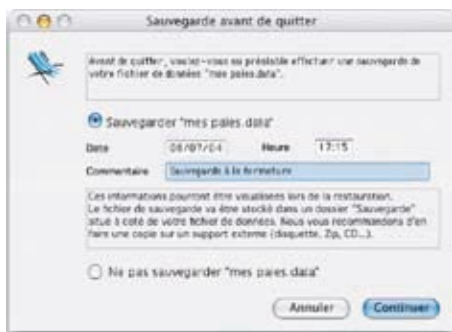 Sauvegarde avant de quitter
Avant de quitter, voulez-vous au préalable effectuer une sauvegarde de
votre fichier de données "mes paies.data".
Sauvegarder "mes paies.data"
Date 08/07/04 Heure 17:15
Commentaire Sauvegarde à la fermeture
Ces informations pourront être visualisées lors de la restauration.
Le fichier de sauvegarde va être stocké dans un dossier "Sauvegarde"
situé à coté de votre fichier de données. Nous vous recommandons d'en
faire une copie sur un support externe (disquette, Zip, CD...).
Ne pas sauvegarder "mes paies.data"
Annuler Continuer